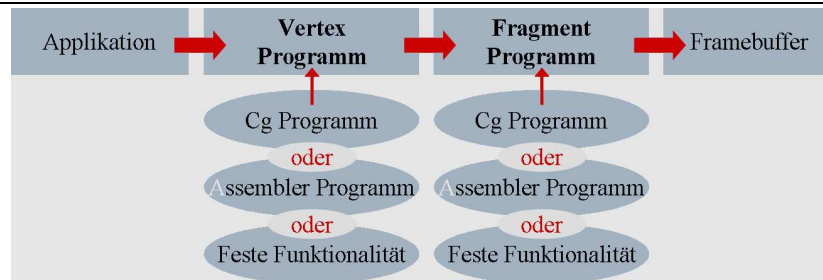 Applikation
Vertex
Programm
Fragment
Programm
Framebuffer
Cg Programm
oder
Assembler Programm
oder
Feste Funktionalität
Cg Programm
oder
Assembler Programm
oder
Feste Funktionalität